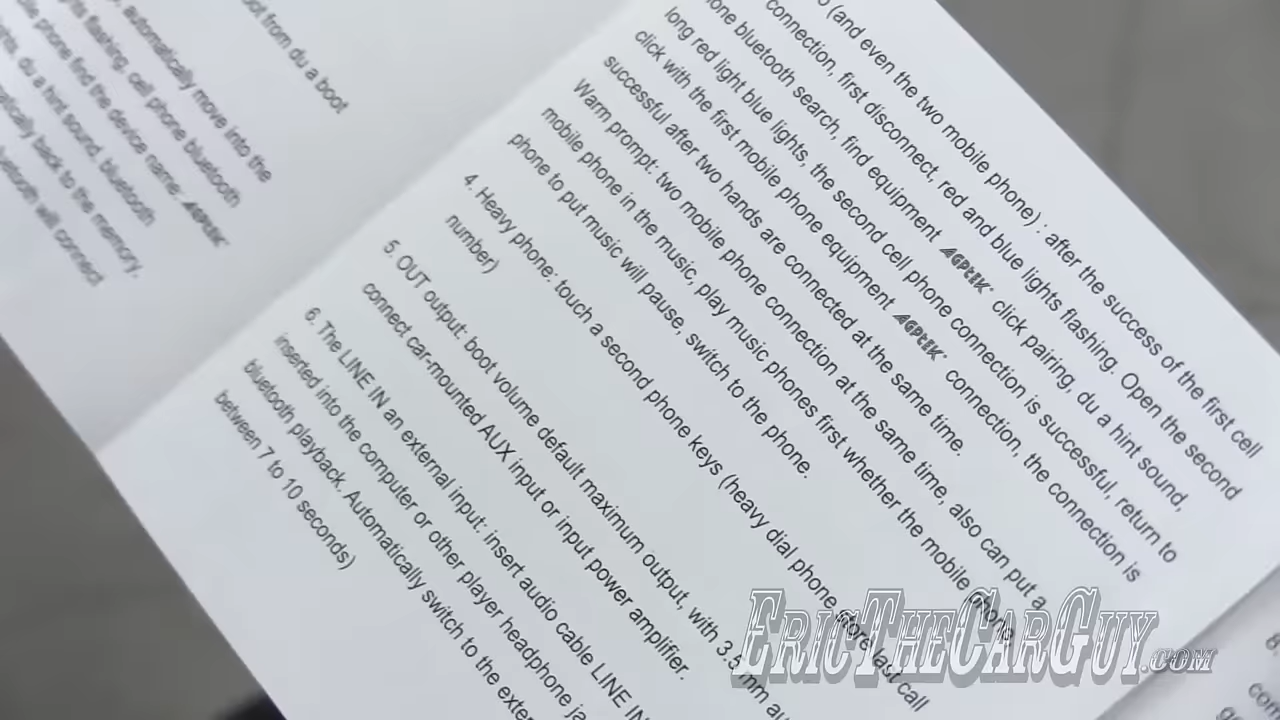 oot from du a boot
automatically move into the
flashing, cell phone bluetooth
phone find the device name: AGPtEK
du a hint sound, bluetooth
back to the memory.
will connect
(and even the two mobile phone) : after the success of the first cell
connection, first disconnect, red and blue lights flashing. Open the second
bluetooth search, find equipment AGPtEK click pairing, du a hint sound,
long red light blue lights, the second cell phone connection is successful, return to
click with the first mobile phone equipment AGPtEK connection, the connection is
successful after two hands are connected at the same time.
Warm prompt: two mobile phone connection at the same time, also can put a
mobile phone in the music, play music phones first whether the mobile phone.
phone to put music will pause, switch to the phone.
4. Heavy phone: touch a second phone keys (heavy dial phone store last call
number)
5. OUT output: boot volume default maximum output, with 3.5 mm au
connect car-mounted AUX input or input power amplifier.
6. The LINE IN an external input: insert audio cable LINE IN
inserted into the computer or other player headphone ja
bluetooth playback. Automatically switch to the exter
between 7 to 10 seconds)
8.
ERICTHECARGUY.COM